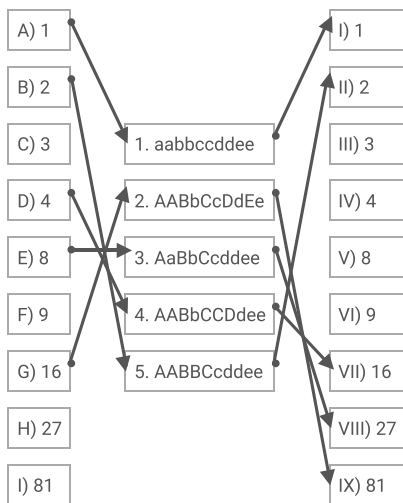 A) 1
B) 2
C) 3
D) 4
E) 8
F) 9
G) 16
H) 27
I) 81
1. aabbccddee
2. AABbCcDdEe
3. AaBbCcddee
4. AABbCCDdee
5. AABBCcddee
I) 1
II) 2
III) 3
IV) 4
V) 8
VI) 9
VII) 16
VIII) 27
IX) 81